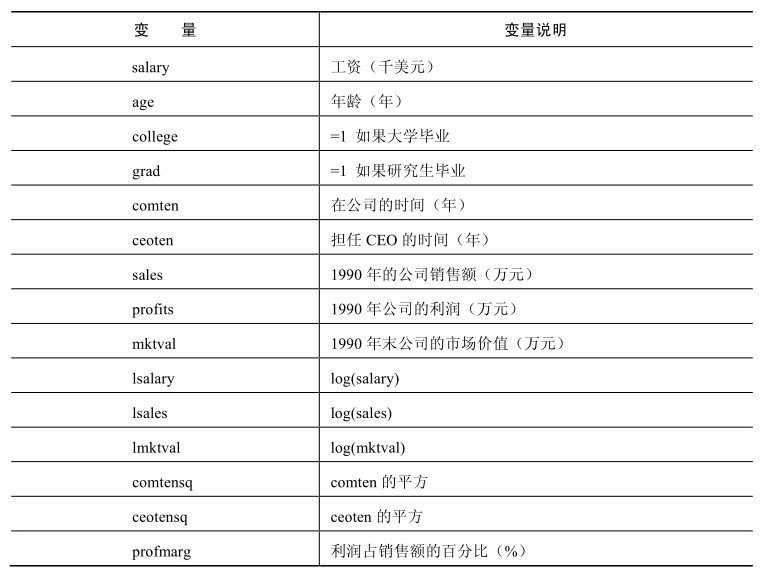 变 量 变量说明
salary 工资（千美元）
age 年龄（年）
college =1 如果大学毕业
grad =1 如果研究生毕业
comten 在公司的时间（年）
ceoten 担任 CEO 的时间（年）
sales 1990 年的公司销售额（万元）
profits 1990 年公司的利润（万元）
mktval 1990 年末公司的市场价值（万元）
lsalary log(salary)
lsales log(sales)
lmktval log(mktval)
comtensq comten 的平方
ceotensq ceoten 的平方
profmarg 利润占销售额的百分比（%）